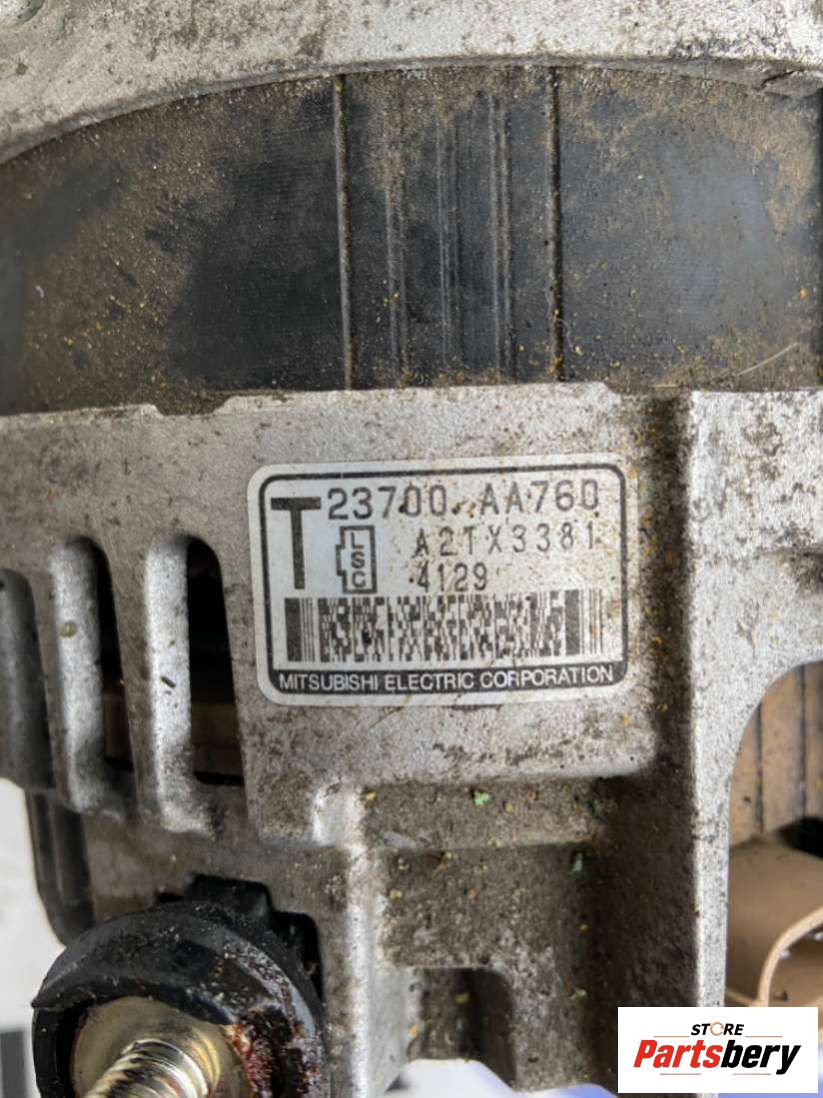 T 23700 AA760
LSC A2TX3381
4129
MITSUBISHI ELECTRIC CORPORATION
STORE
Partsbery